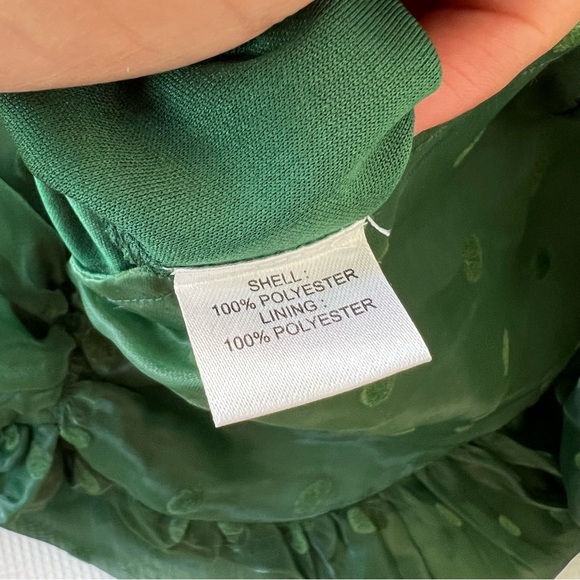 SHELL :
100% POLYESTER
LINING :
100% POLYESTER